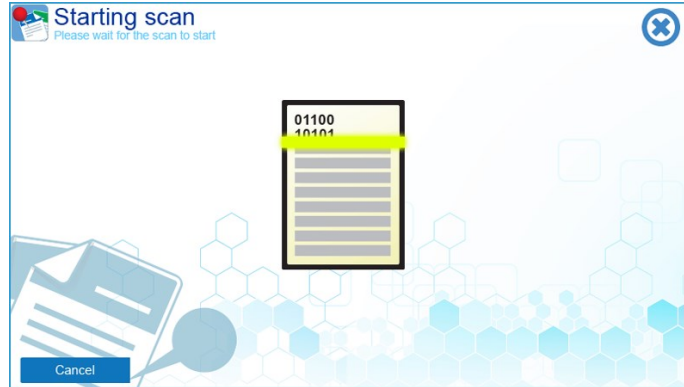 Starting scan
Please wait for the scan to start
01100
10101
Cancel